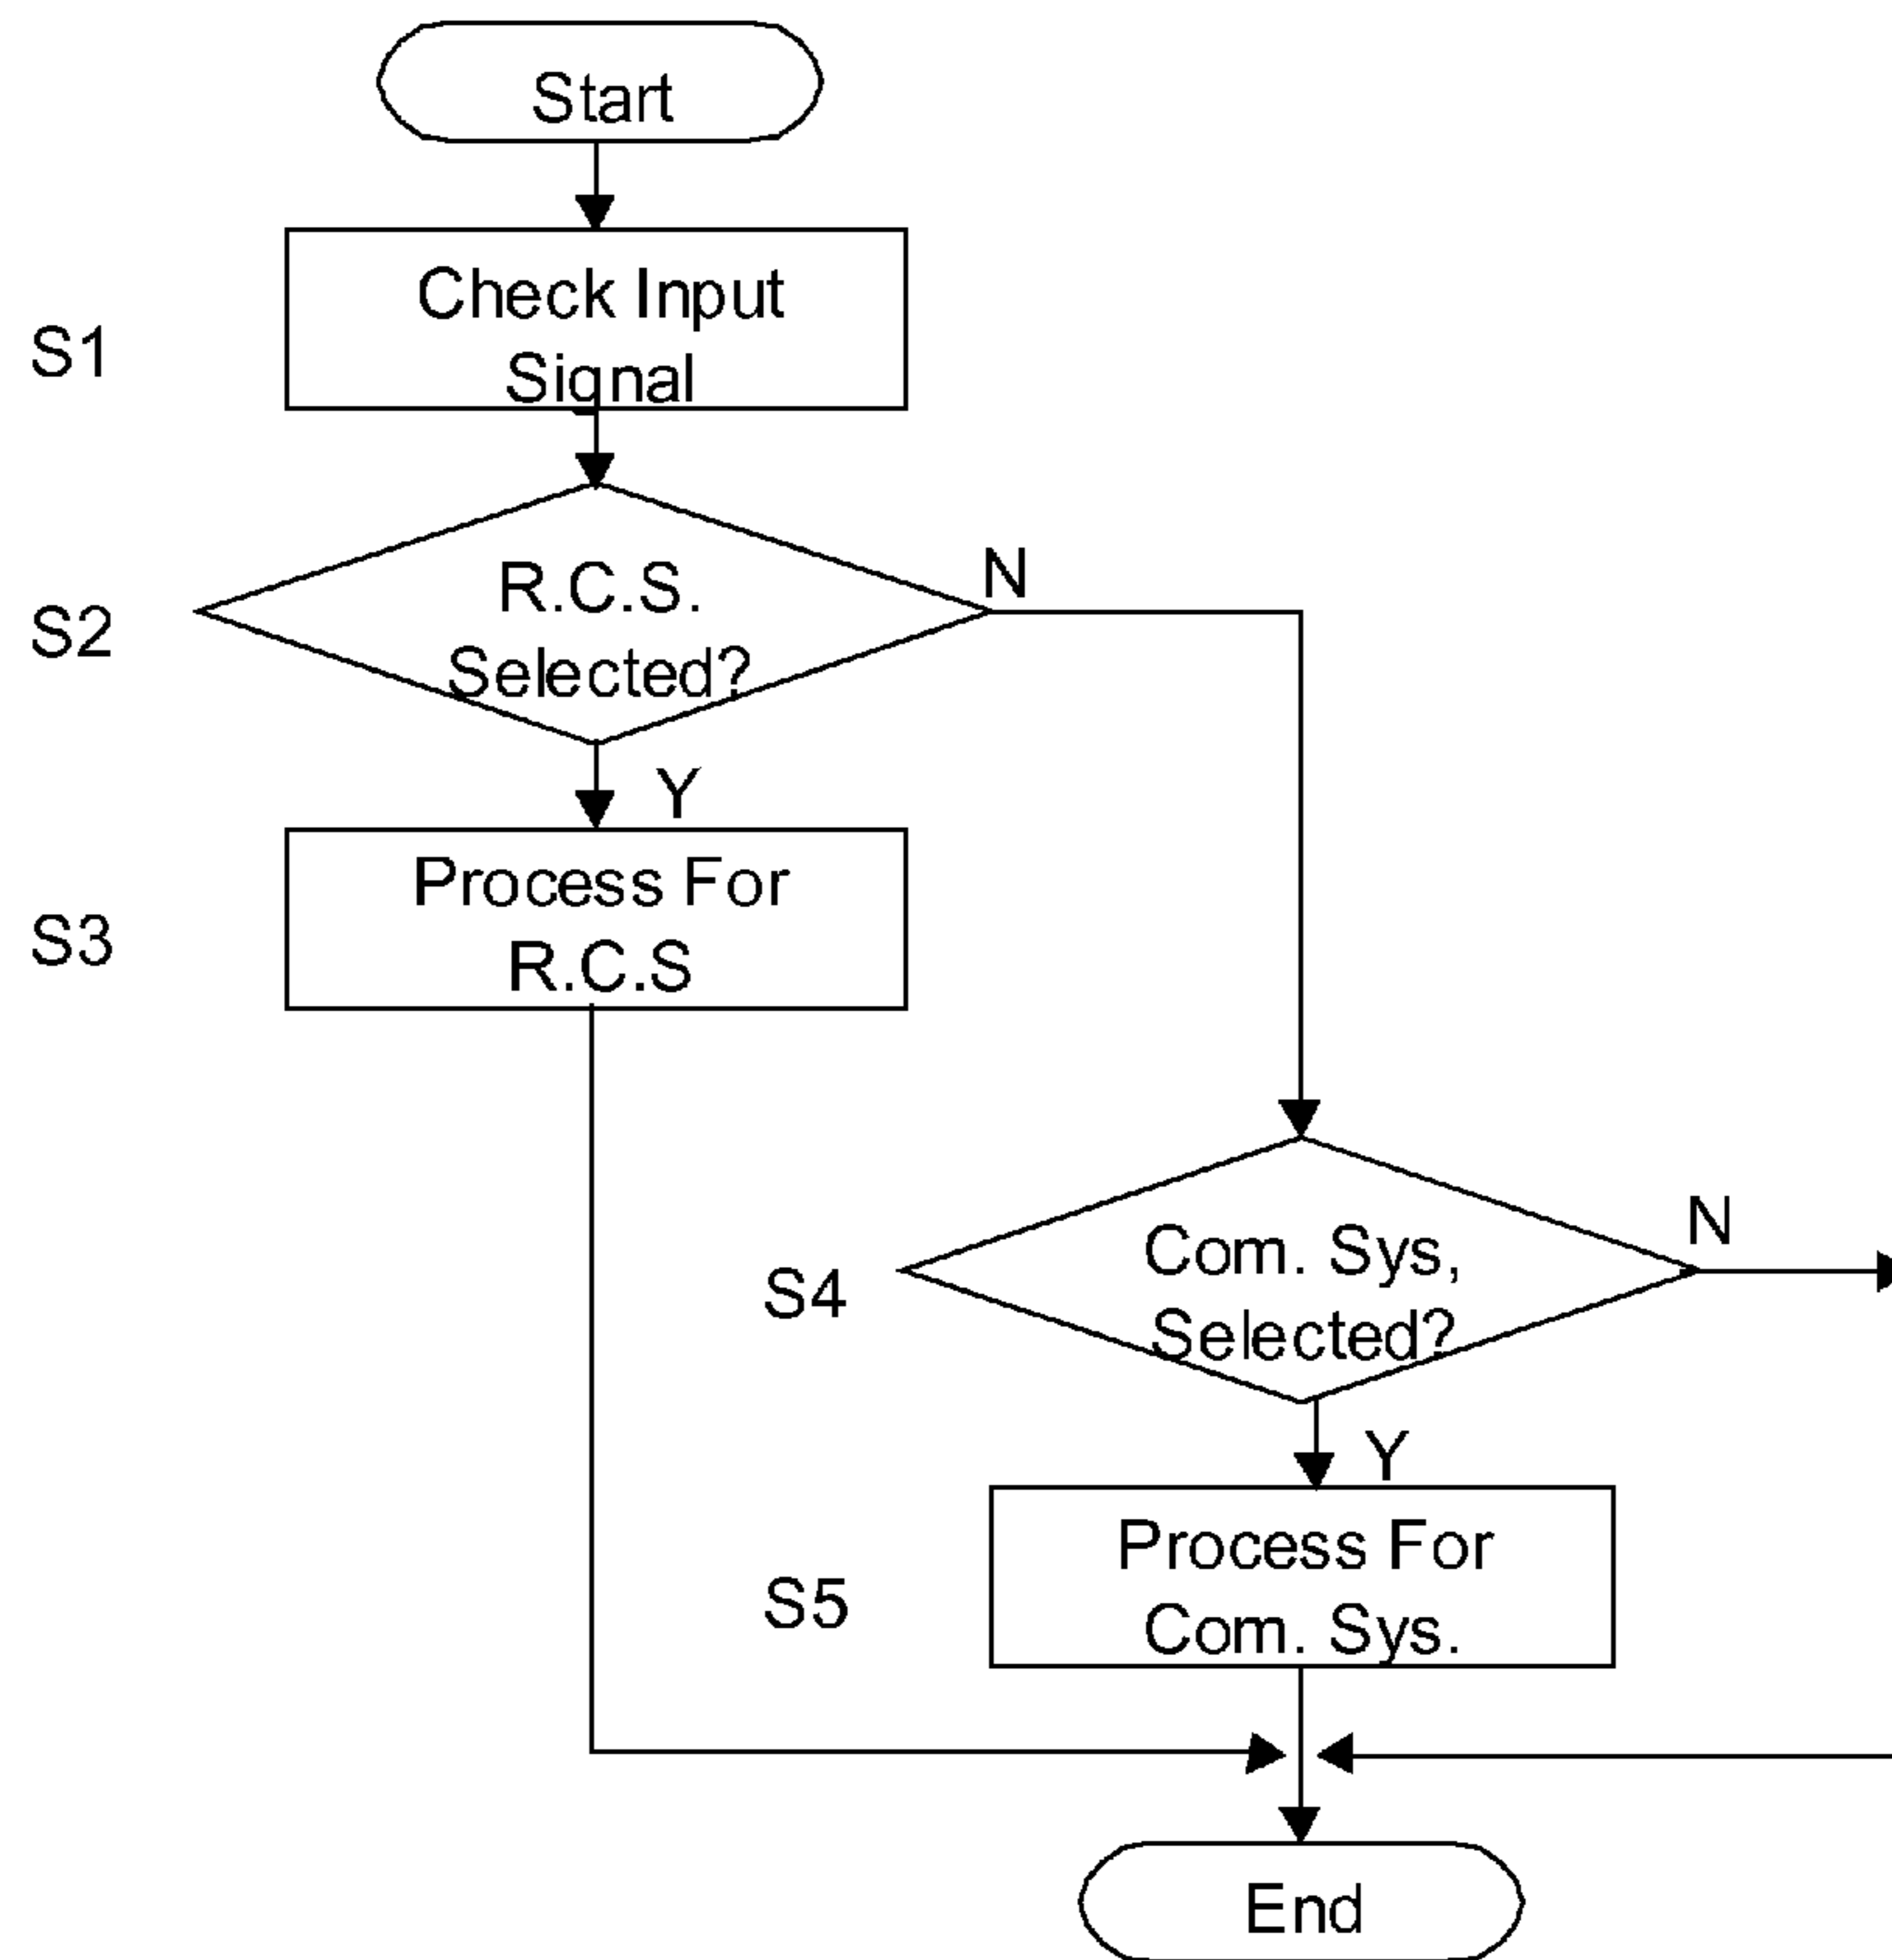 Start
S1
Check Input
Signal
S2
R.C.S.
Selected?
N
Y
S3
Process For
R.C.S
S4
Com. Sys,
Selected?
N
Y
S5
Process For
Com. Sys.
End